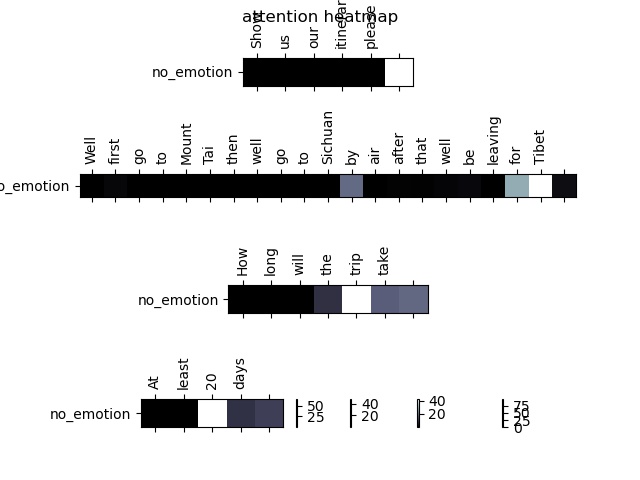 attention heatmap
Show us our please
no_emotion
Well first go to Mount Tai then well go to Sichuan by air after that well be leaving for Tibet
no_emotion
How long will the trip take
no_emotion
At least 20 days
no_emotion
50 25
40 20
40 20
75 50 25 0